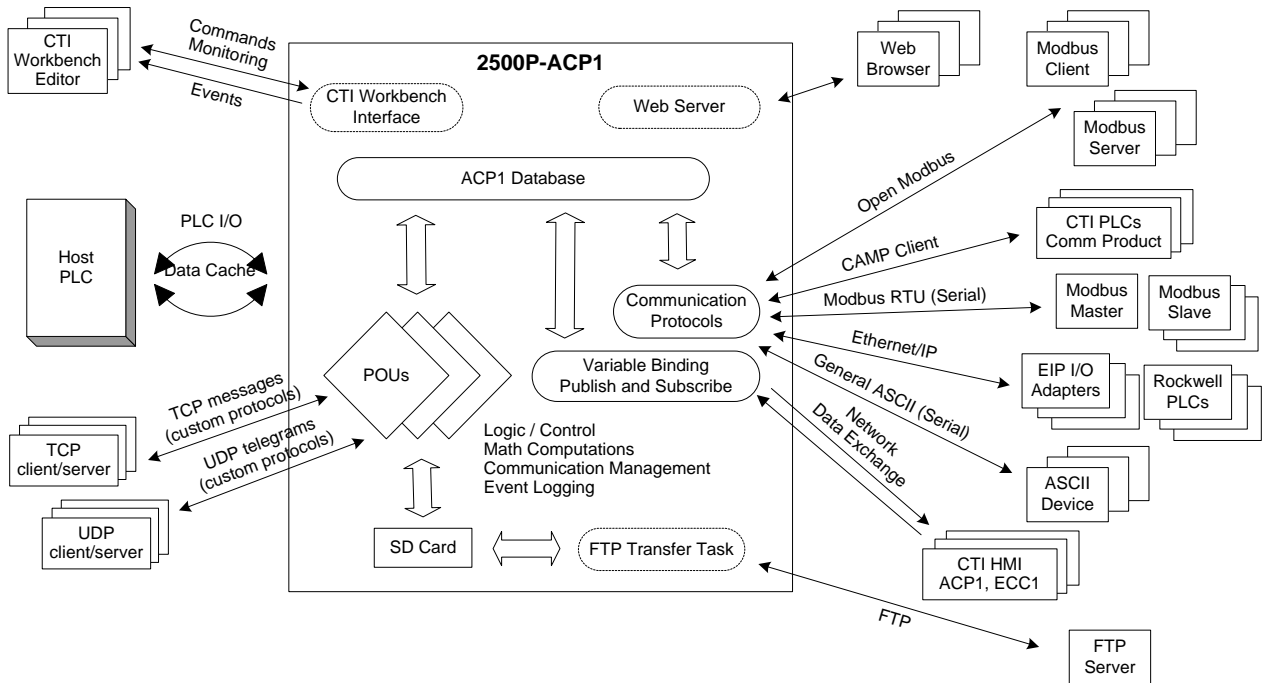 CTI
Workbench
Editor
Commands
Monitoring
Events
2500P-ACP1
CTI Workbench
Interface
Web Server
Web
Browser
Modbus
Client
Modbus
Server
Open Modbus
ACP1 Database
Host
PLC
PLC I/O
Data Cache
CTI PLCs
Comm Product
CAMP Client
Communication
Protocols
Modbus RTU (Serial)
Modbus
Master
Modbus
Slave
Ethernet/IP
EIP I/O
Adapters
Rockwell
PLCs
POUs
Variable Binding
Publish and Subscribe
General ASCII (Serial)
Network
Data Exchange
TCP messages
(custom protocols)
TCP
client/server
UDP telegrams
(custom protocols)
UDP
client/server
Logic / Control
Math Computations
Communication Management
Event Logging
ASCII
Device
SD Card
FTP Transfer Task
CTI HMI
ACP1, ECC1
FTP
FTP
Server